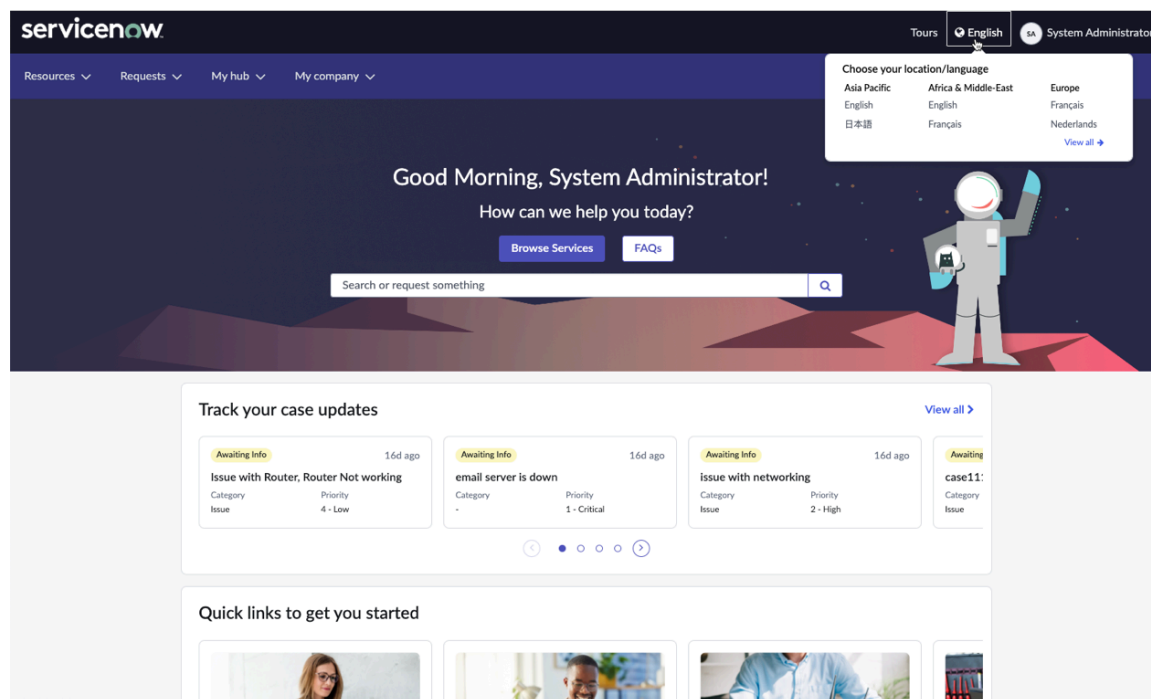 servicenow
Tours English SA System Administrator
Resources Requests My hub My company
Choose your location/language
Asia Pacific Africa & Middle-East Europe
English English Français
日本語 Français Nederlands
View all
Good Morning, System Administrator!
How can we help you today?
Browse Services FAQs
Search or request something
Track your case updates View all
Awaiting Info 16d ago Awaiting Info 16d ago Awaiting Info 16d ago Awaiting
Issue with Router, Router Not working email server is down issue with networking case11:
Category Priority Category Priority Category Priority Category
Issue 4 - Low - 1 - Critical Issue 2 - High Issue
Quick links to get you started